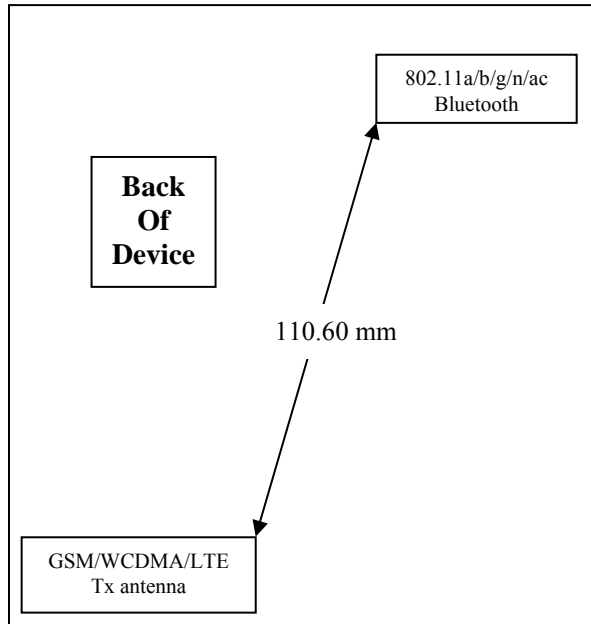 802.11a/b/g/n/ac
Bluetooth
Back
Of
Device
110.60 mm
GSM/WCDMA/LTE
Tx antenna